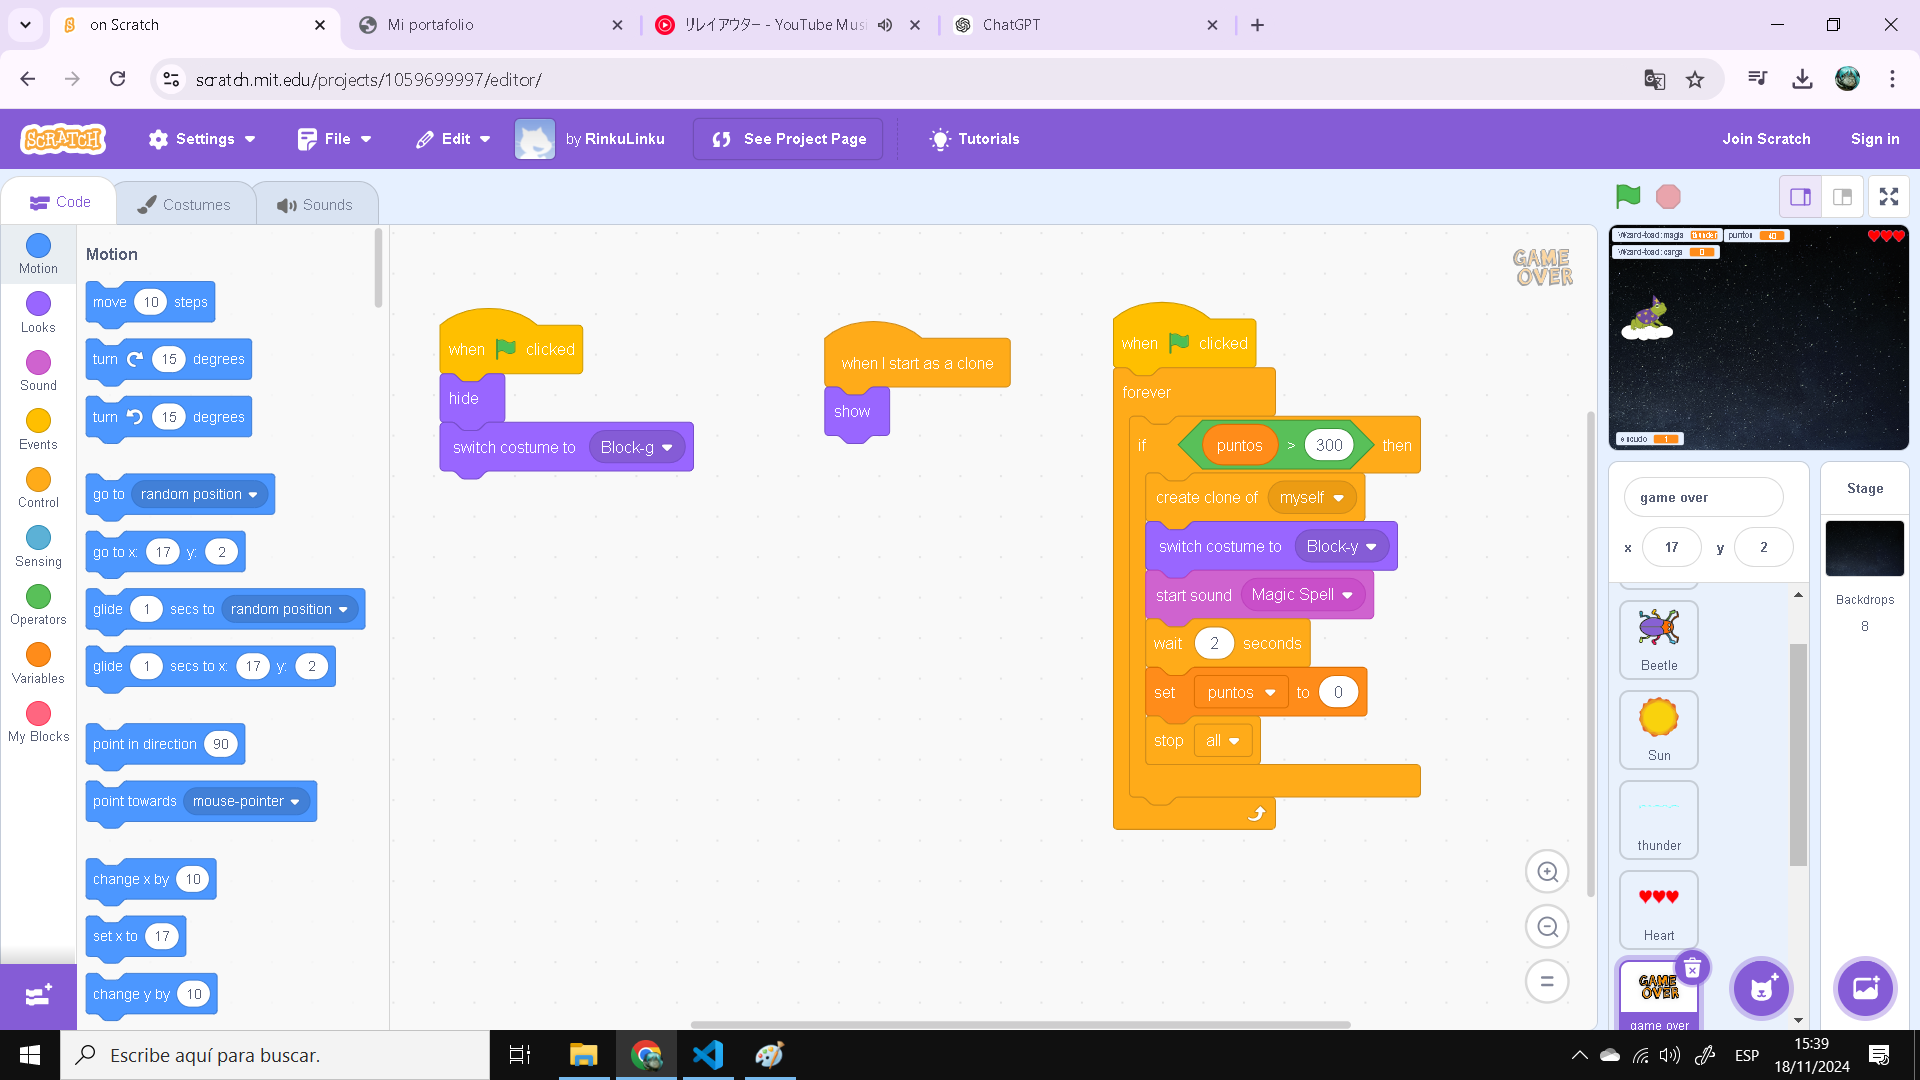 on Scratch
Mi portafolio
リレイアウター - YouTube Mus
ChatGPT
scratch.mit.edu/projects/1059699997/editor/
SCRATCH
Settings
File
Edit
by RinkuLinku
See Project Page
Tutorials
Join Scratch
Sign in
Code
Costumes
Sounds
Motion
Looks
Sound
Events
Control
Sensing
Operators
Variables
My Blocks
Motion
move 10 steps
turn 15 degrees
turn 15 degrees
go to random position
go to x: 17 y: 2
glide 1 secs to random position
glide 1 secs to x: 17 y: 2
point in direction 90
point towards mouse-pointer
change x by 10
set x to 17
change y by 10
when clicked
hide
switch costume to Block-g
when I start as a clone
show
when clicked
forever
if puntos > 300 then
create clone of myself
switch costume to Block-y
start sound Magic Spell
wait 2 seconds
set puntos to 0
stop all
GAME
OVER
Wizard-toad: magia thunder
puntos 40
Wizard-toad: carga 0
escudo 1
game over
x 17 y 2
Stage
Backdrops
8
Beetle
Sun
thunder
Heart
GAME
OVER
game over
Escribe aquí para buscar.
ESP
15:39
18/11/2024